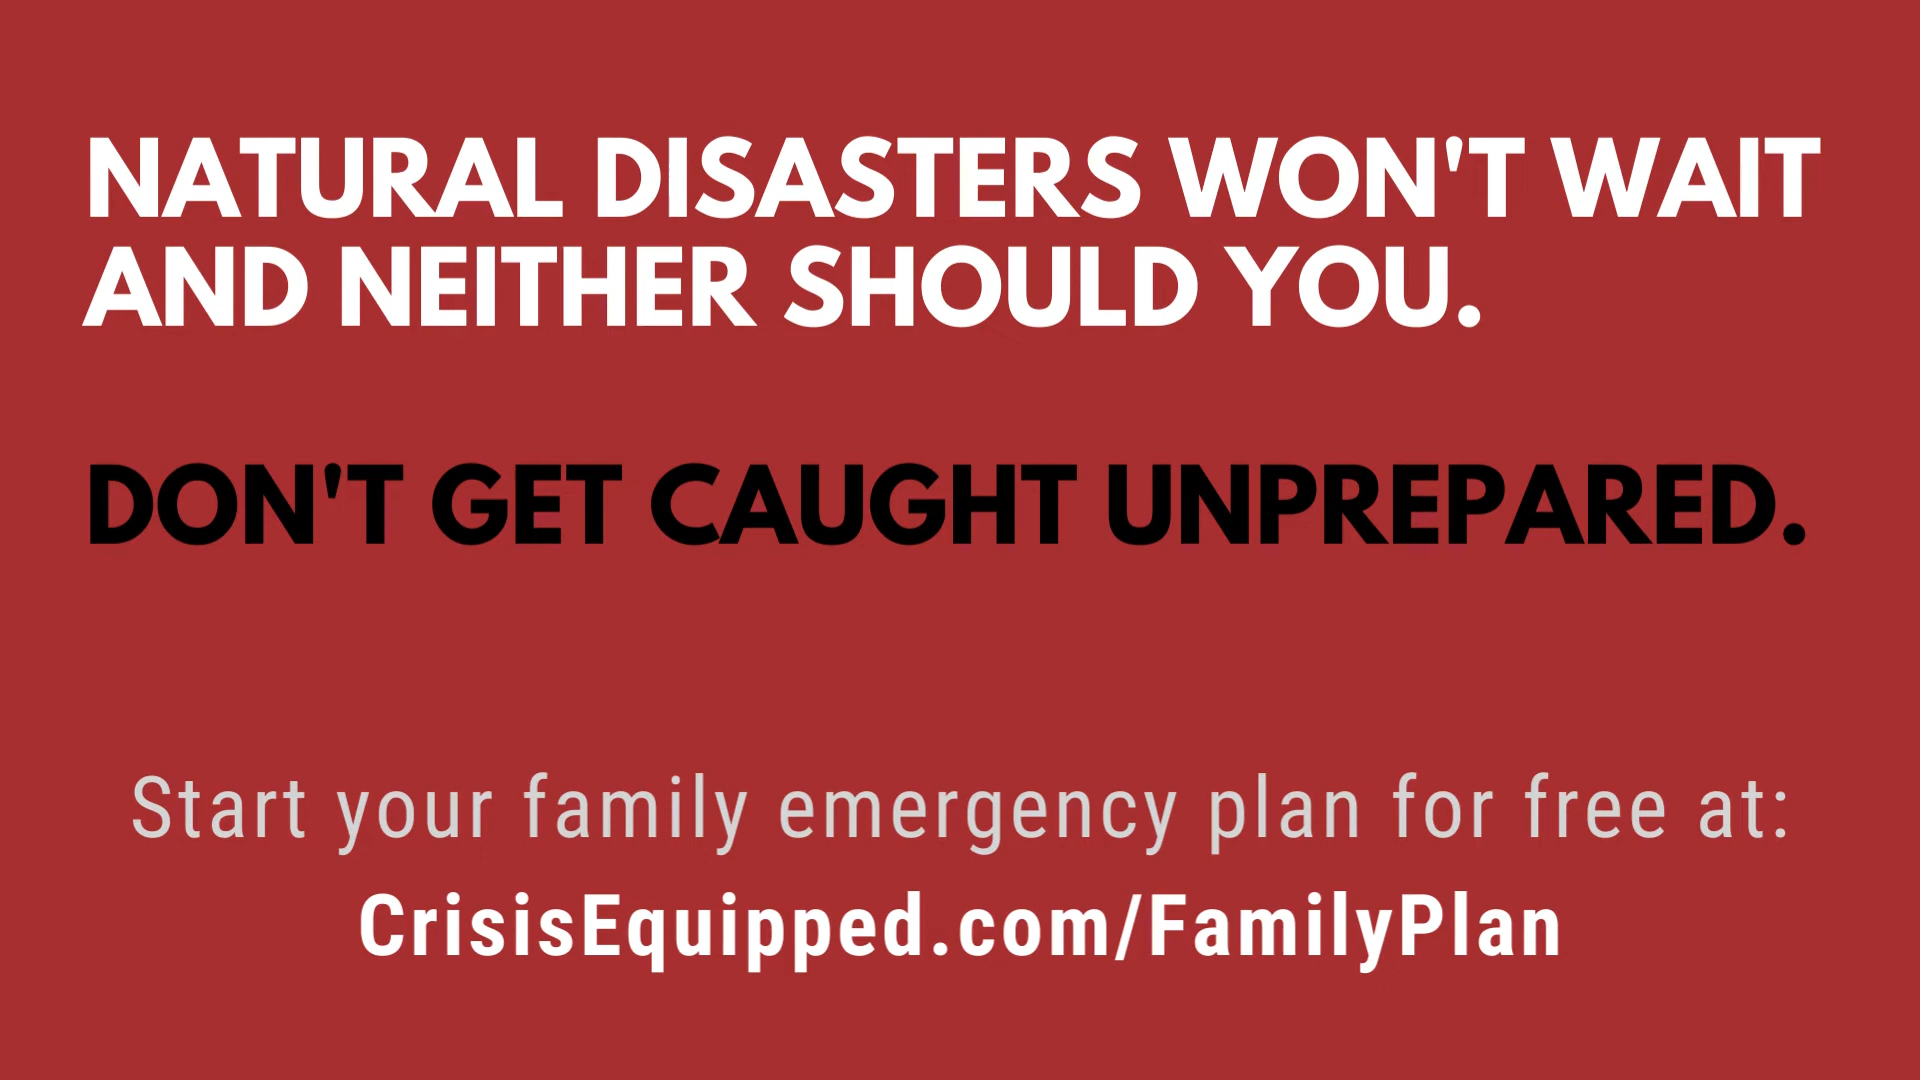 NATURAL DISASTERS WON'T WAIT
AND NEITHER SHOULD YOU.
DON'T GET CAUGHT UNPREPARED.
Start your family emergency plan for free at:
CrisisEquipped.com/FamilyPlan